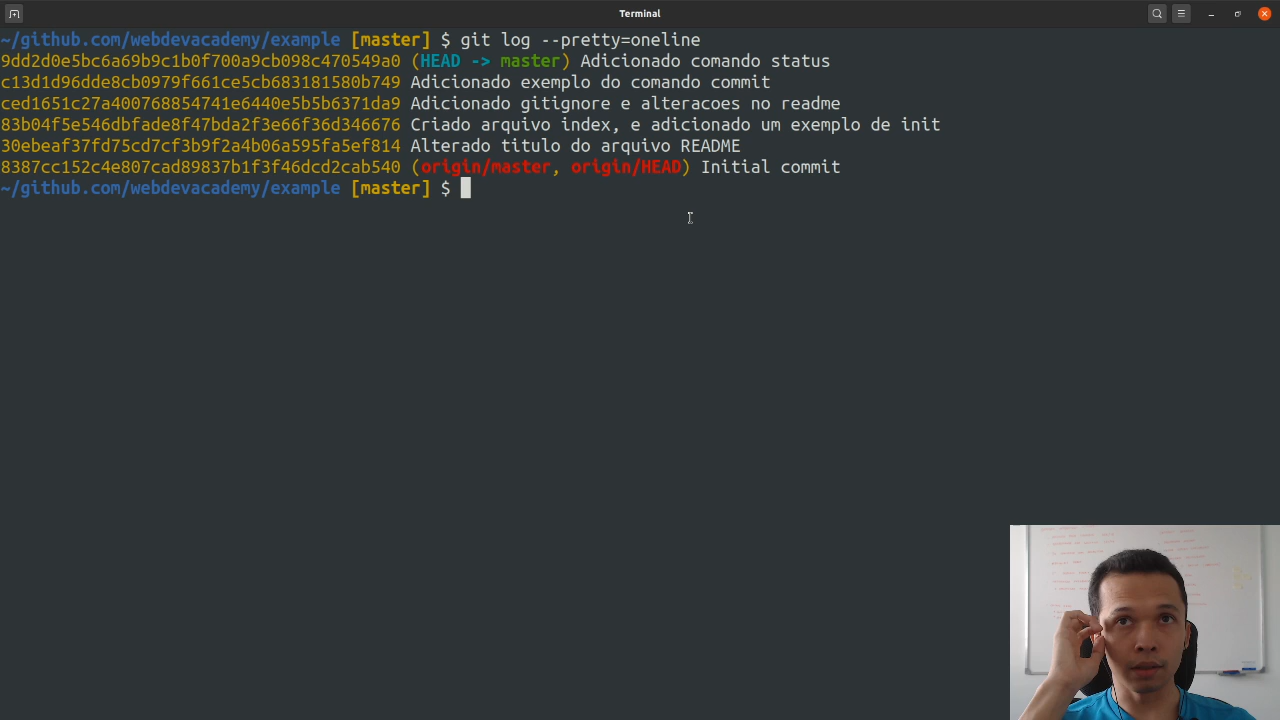 Terminal
~/github.com/webdevacademy/example [master] $ git log --pretty=oneline
9dd2d0e5bc6a69b9c1b0f700a9cb098c470549a0 (HEAD -> master) Adicionado comando status
c13d1d96dde8cb0979f661ce5cb683181580b749 Adicionado exemplo do comando commit
ced1651c27a400768854741e6440e5b5b6371da9 Adicionado gitignore e alteracoes no readme
83b04f5e546dbfade8f47bda2f3e66f36d346676 Criado arquivo index, e adicionado um exemplo de init
30ebeaf37fd75cd7cf3b9f2a4b06a595fa5ef814 Alterado titulo do arquivo README
8387cc152c4e807cad89837b1f3f46dcd2cab540 (origin/master, origin/HEAD) Initial commit
~/github.com/webdevacademy/example [master] $